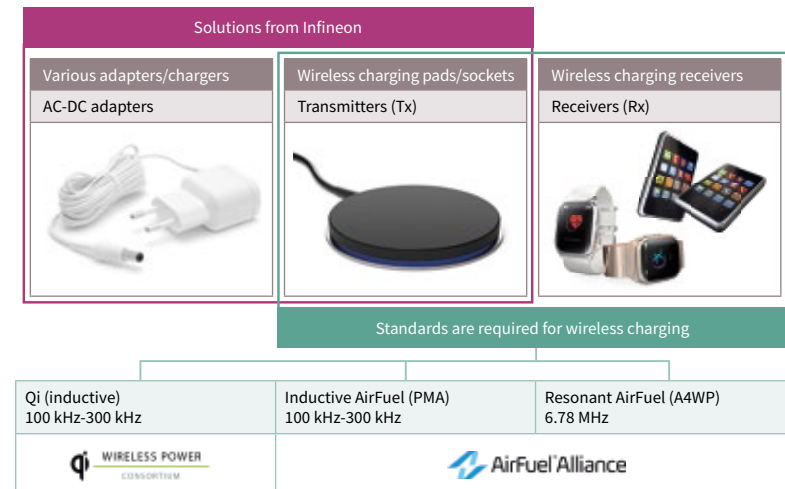 Solutions from Infineon
Various adapters/chargers
AC-DC adapters
Wireless charging pads/sockets
Transmitters (Tx)
Wireless charging receivers
Receivers (Rx)
Standards are required for wireless charging
Qi (inductive)
100 kHz-300 kHz
Inductive AirFuel (PMA)
100 kHz-300 kHz
Resonant AirFuel (A4WP)
6.78 MHz
qi WIRELESS POWER
CONSORTIUM
AirFuel Alliance